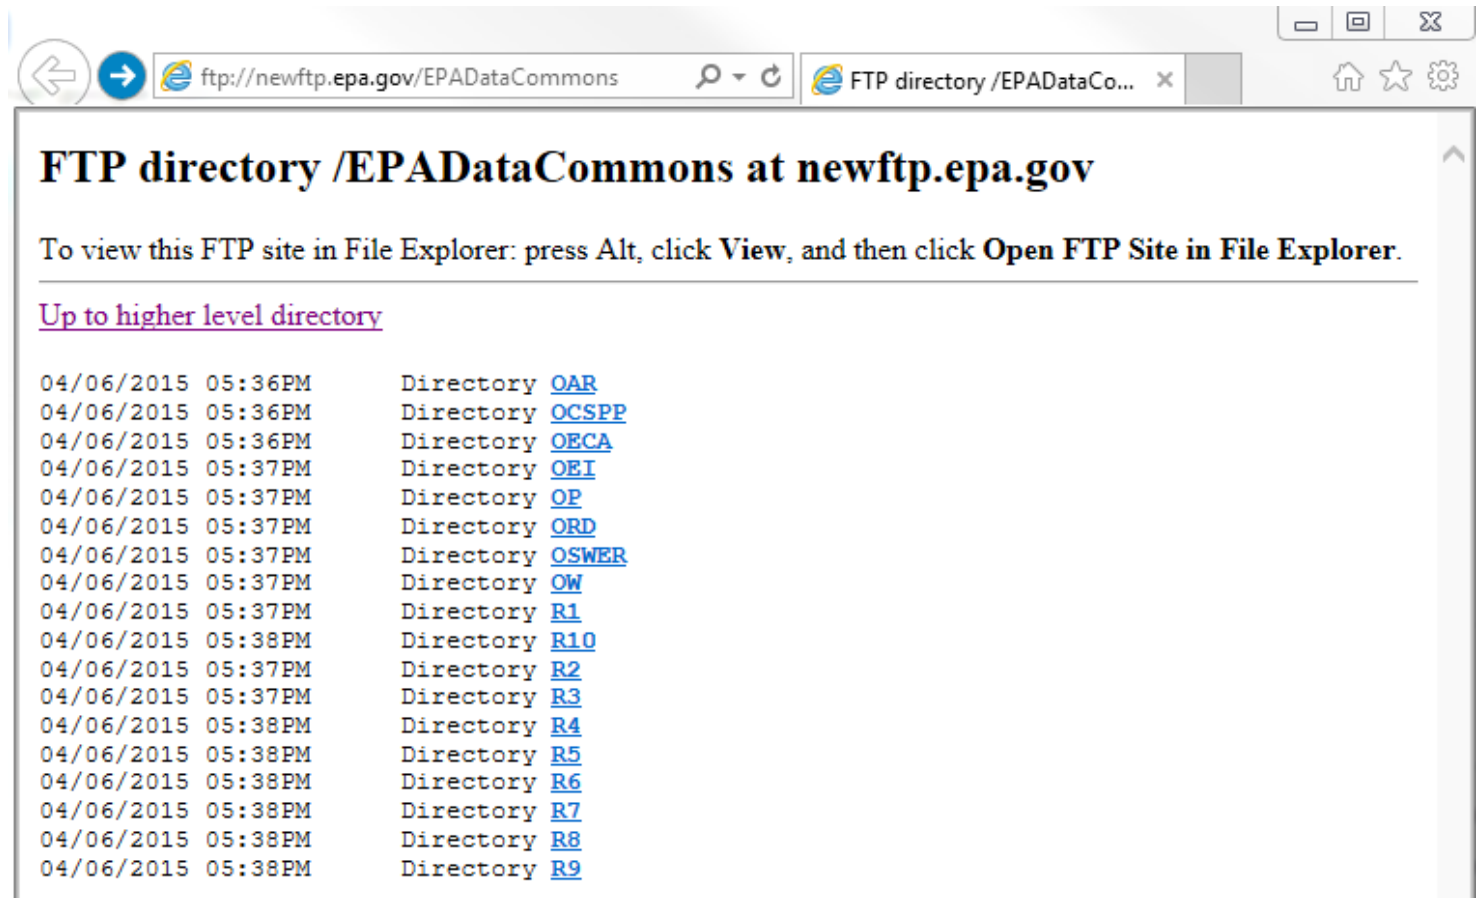 ftp://newftp.epa.gov/EPADataCommons
FTP directory /EPADataCo...
FTP directory /EPADataCommons at newftp.epa.gov
To view this FTP site in File Explorer: press Alt, click View, and then click Open FTP Site in File Explorer.
Up to higher level directory
04/06/2015 05:36PM Directory OAR
04/06/2015 05:36PM Directory OCSPP
04/06/2015 05:36PM Directory OECA
04/06/2015 05:37PM Directory OEI
04/06/2015 05:37PM Directory OP
04/06/2015 05:37PM Directory ORD
04/06/2015 05:37PM Directory OSWER
04/06/2015 05:37PM Directory OW
04/06/2015 05:37PM Directory R1
04/06/2015 05:38PM Directory R10
04/06/2015 05:37PM Directory R2
04/06/2015 05:37PM Directory R3
04/06/2015 05:38PM Directory R4
04/06/2015 05:38PM Directory R5
04/06/2015 05:38PM Directory R6
04/06/2015 05:38PM Directory R7
04/06/2015 05:38PM Directory R8
04/06/2015 05:38PM Directory R9